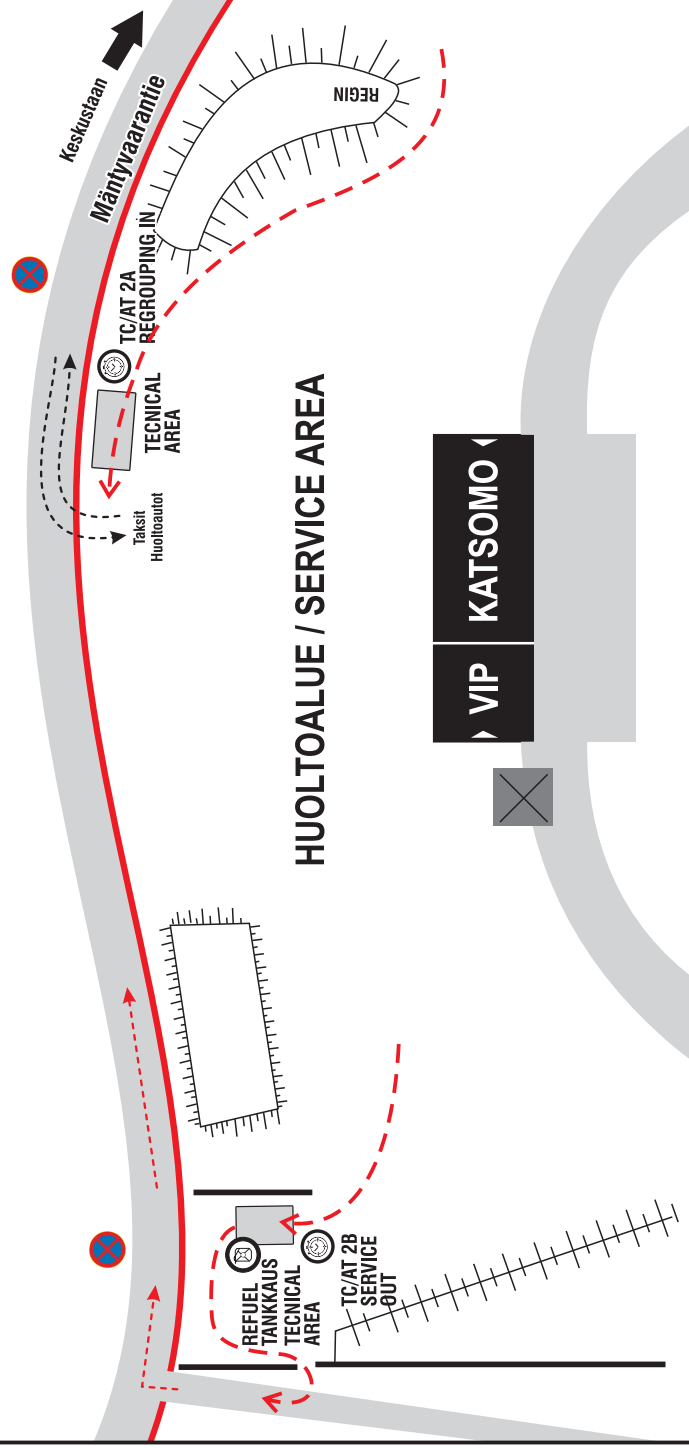 Keskustaan
Mäntyvaarantie
REGIN
TC/AT 2A
REGROUPING IN
TECNICAL
AREA
Taksit
Huoltoautot
HUOLTOALUE / SERVICE AREA
VIP
KATSOMO
REFUEL
TANKKAUS
TECNICAL
AREA
TC/AT 2B
SERVICE
OUT